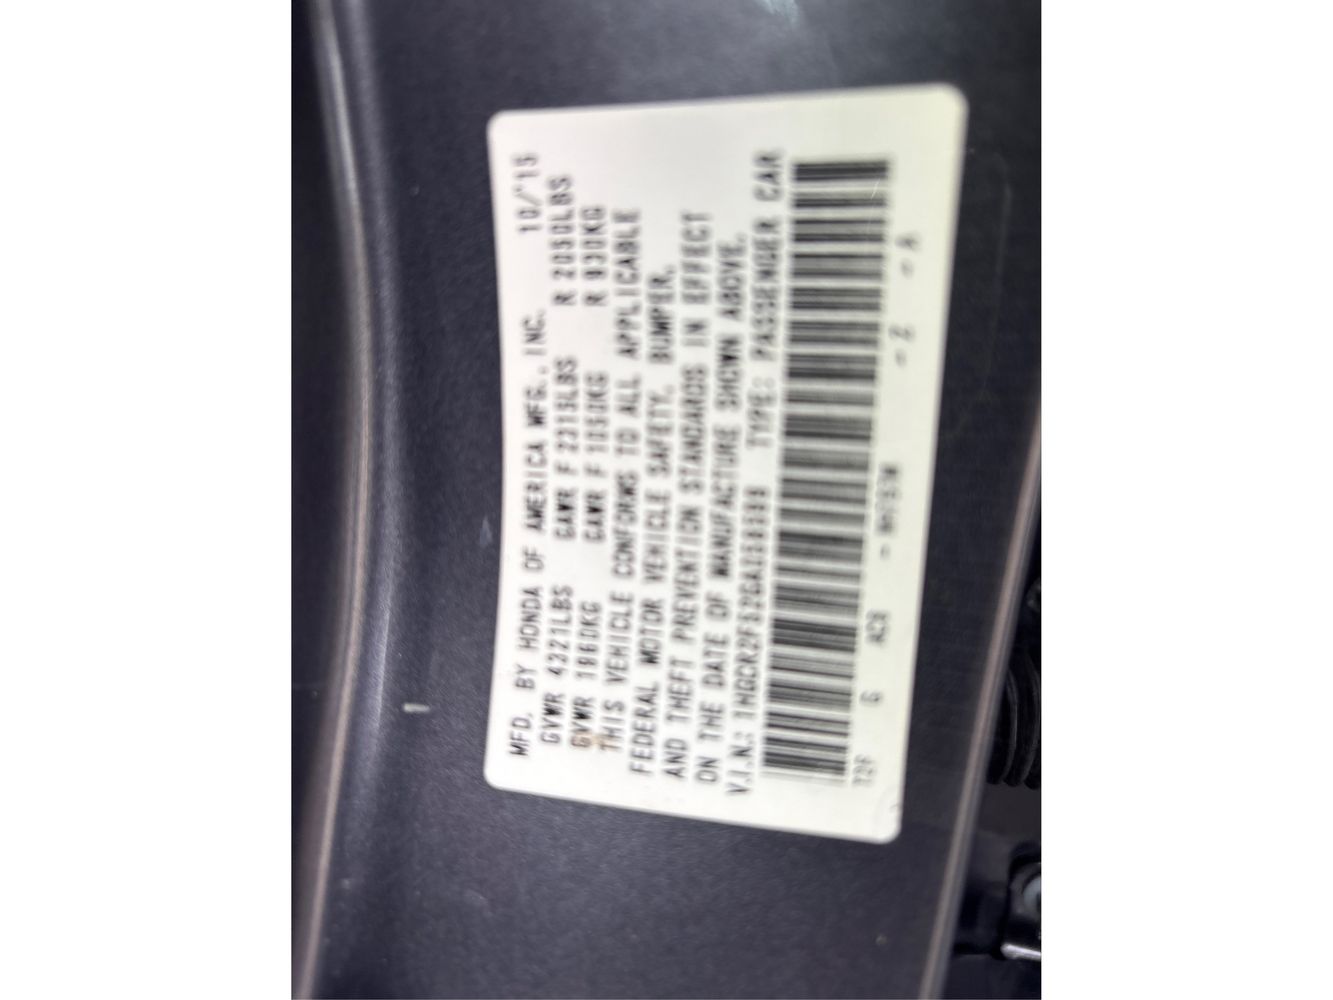 MFD. BY HONDA OF AMERICA MFG., INC. 10/'15
GVWR 4321LBS GAWR F 2315LBS R 2050LBS
GVWR 1960KG GAWR F 1050KG R 930KG
THIS VEHICLE CONFORMS TO ALL APPLICABLE
FEDERAL MOTOR VEHICLE SAFETY, BUMPER,
AND THEFT PREVENTION STANDARDS IN EFFECT
ON THE DATE OF MANUFACTURE SHOWN ABOVE.
V.I.N.: TYPE: PASSENGER CAR
T2F G -2 -A